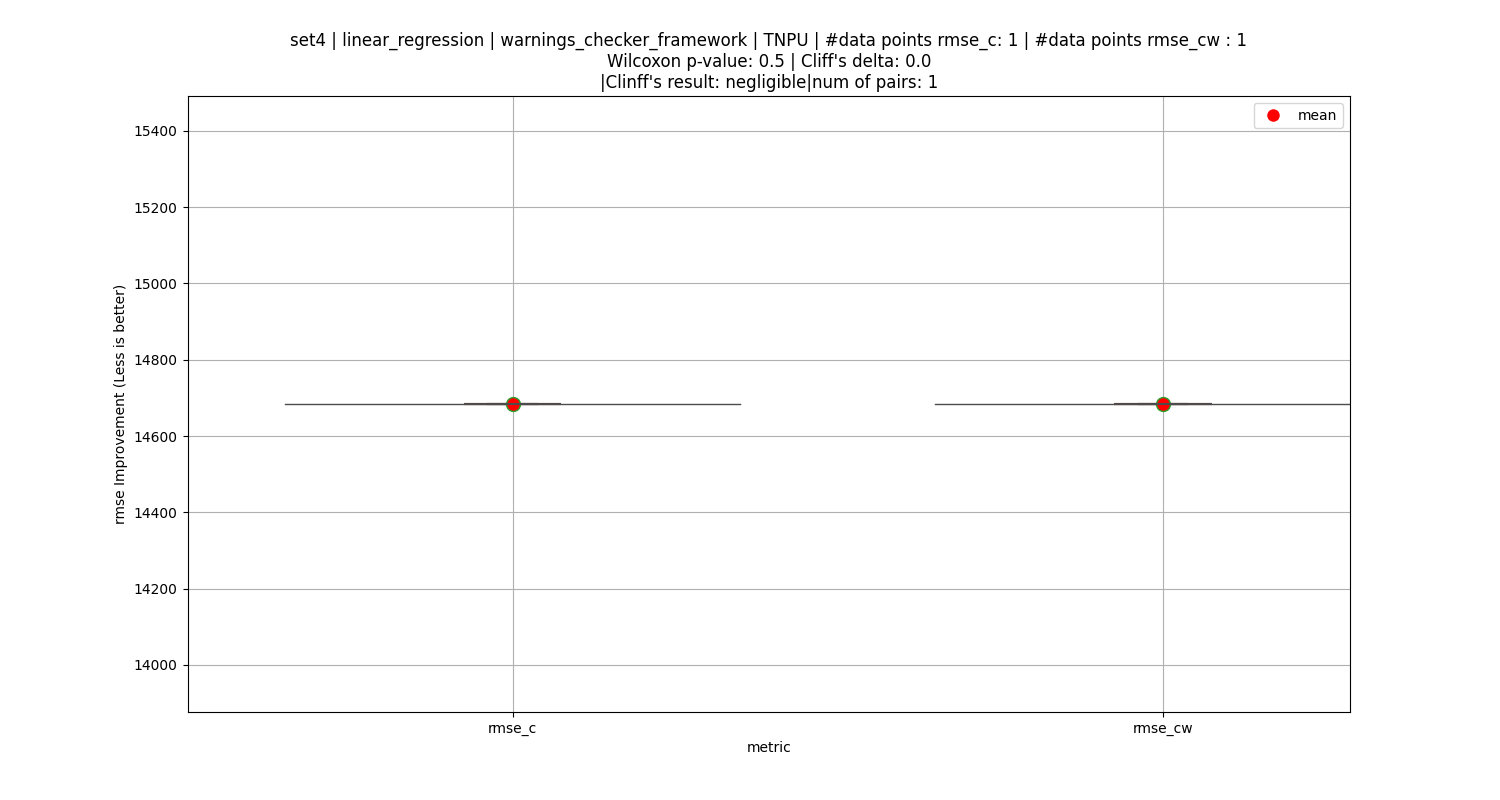 set4 | linear_regression | warnings_checker_framework | TNPU | #data points rmse_c: 1 | #data points rmse_cw : 1
Wilcoxon p-value: 0.5 | Cliff's delta: 0.0
|Clinff's result: negligible|num of pairs: 1
mean
15400
15200
15000
14800
14600
14400
14200
14000
rmse Improvement (Less is better)
rmse_c
rmse_cw
metric